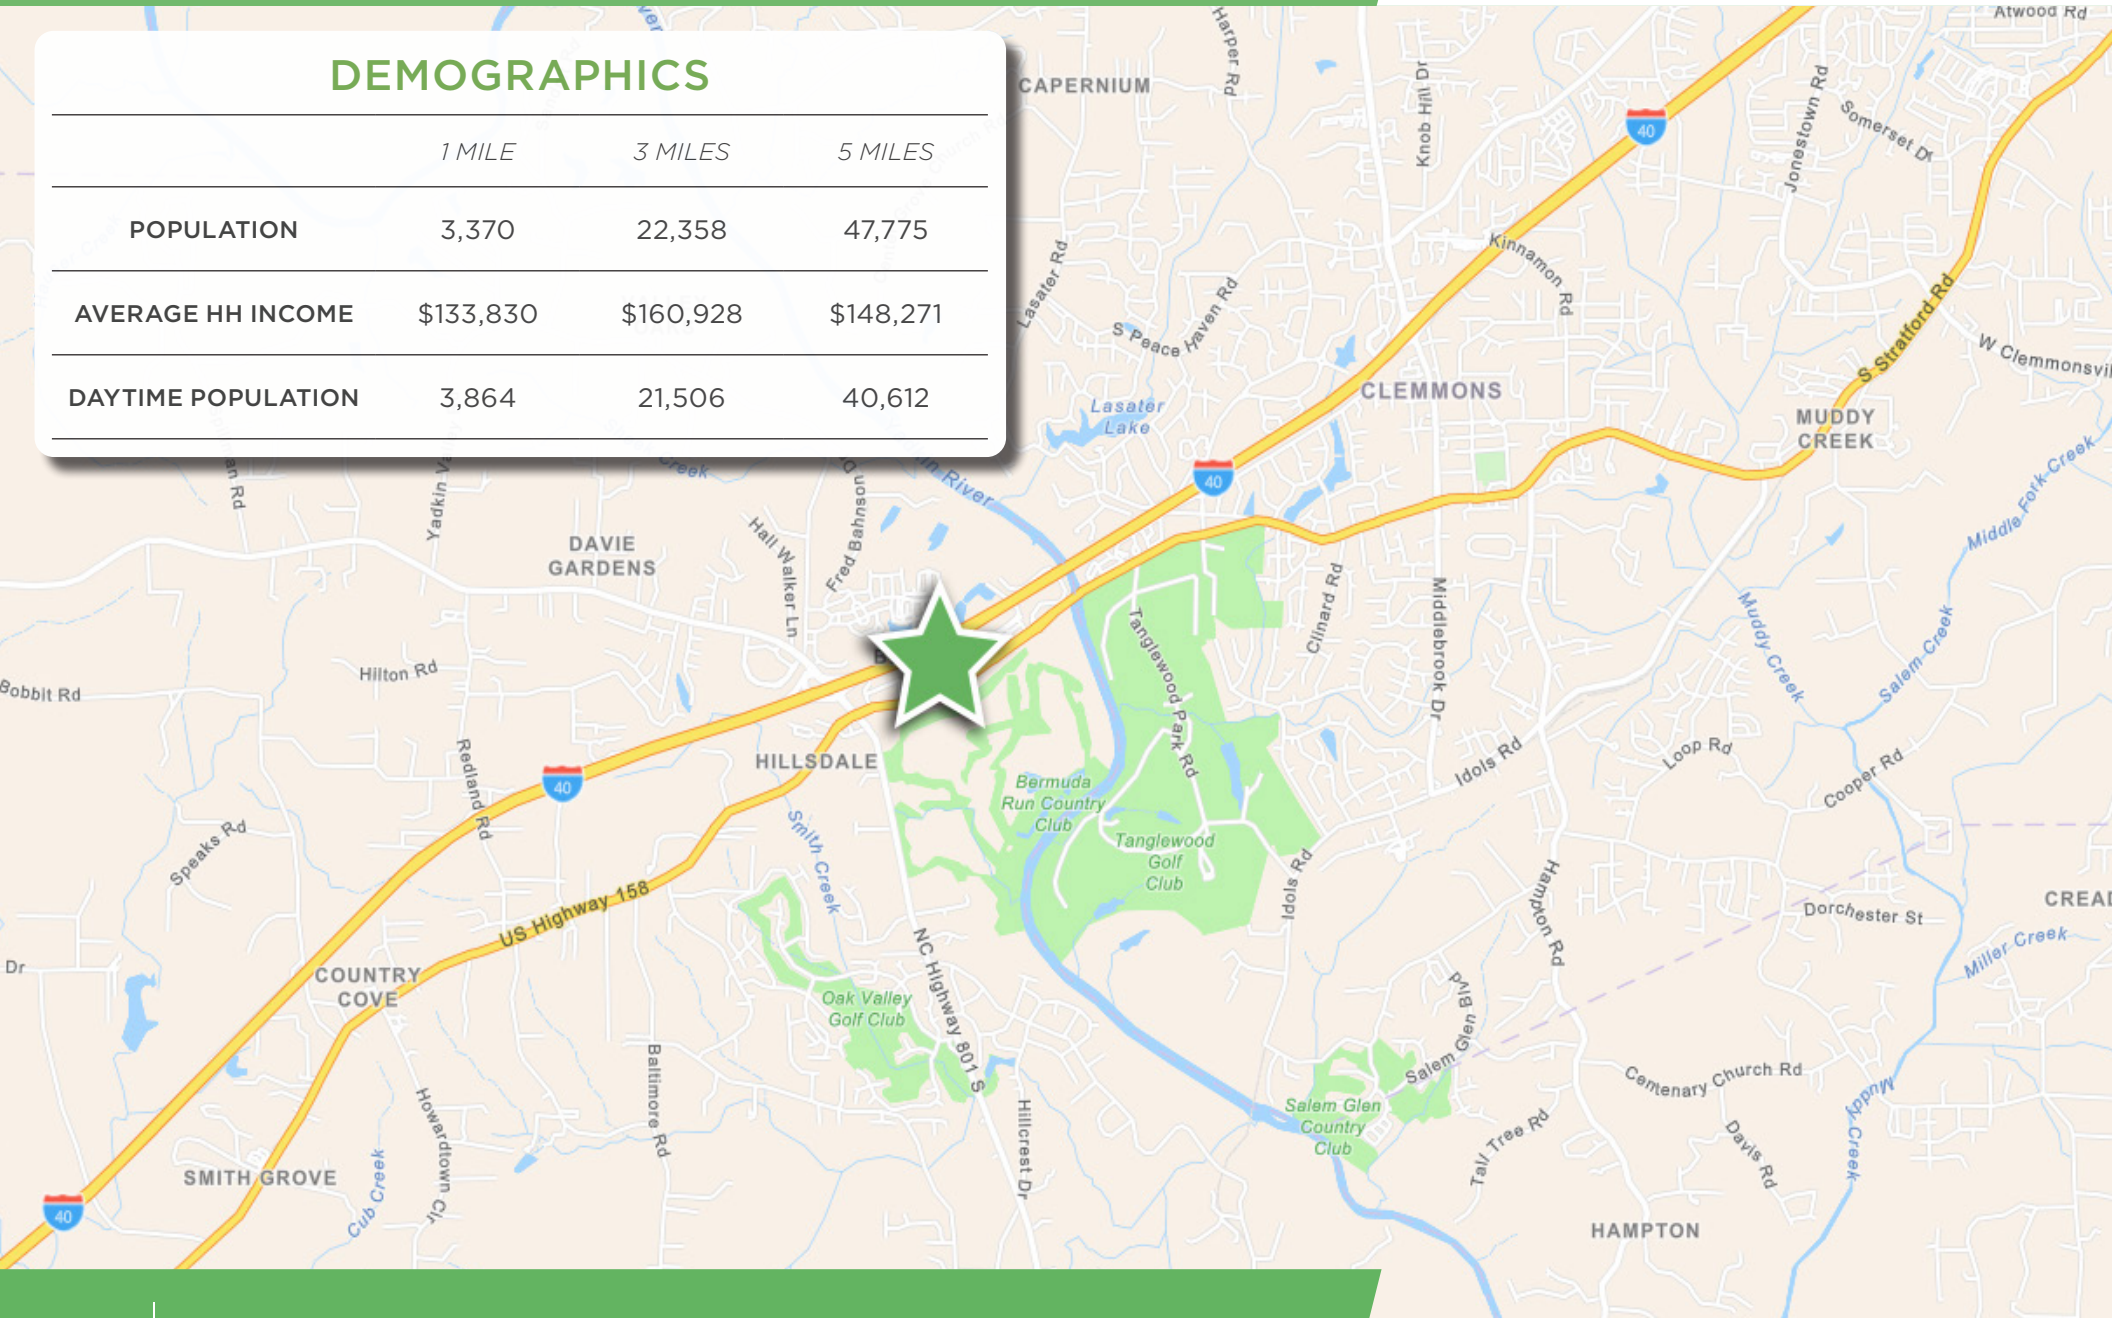 DEMOGRAPHICS
1 MILE 3 MILES 5 MILES
POPULATION 3,370 22,358 47,775
AVERAGE HH INCOME $133,830 $160,928 $148,271
DAYTIME POPULATION 3,864 21,506 40,612
Atwood Rd
Harper Rd
CAPERNIUM
Knob Hill Dr
40
Jonestown Rd
Somerset Dr
Lasater Rd
S Peace Haven Rd
Kinnamon Rd
S Stratford Rd
W Clemmonsvil
CLEMMONS
Lasater
Lake
MUDDY
CREEK
Middle Fork Creek
40
River
Creek
Yadkin
Rd
DAVIE
GARDENS
Hall Walker Ln
Fred Bahnson
Clinard Rd
Middlebrook Dr
Muddy Creek
Salem Creek
Tanglewood Park Rd
Hilton Rd
Bobbit Rd
Redland Rd
40
HILLSDALE
Bermuda
Run Country
Club
Tanglewood
Golf
Club
Idols Rd
Loop Rd
Cooper Rd
Speaks Rd
Smith Creek
US Highway 158
Idols Rd
Hampton Rd
Dorchester St
CREAD
Miller Creek
Dr
COUNTRY
COVE
NC Highway 801 S
Oak Valley
Golf Club
Salem Glen Blvd
Centenary Church Rd
Muddy Creek
Baltimore Rd
Howardtown Cir
Hillcrest Dr
Salem Glen
Country
Club
Tall Tree Rd
Davis Rd
SMITH GROVE
Cub Creek
40
HAMPTON